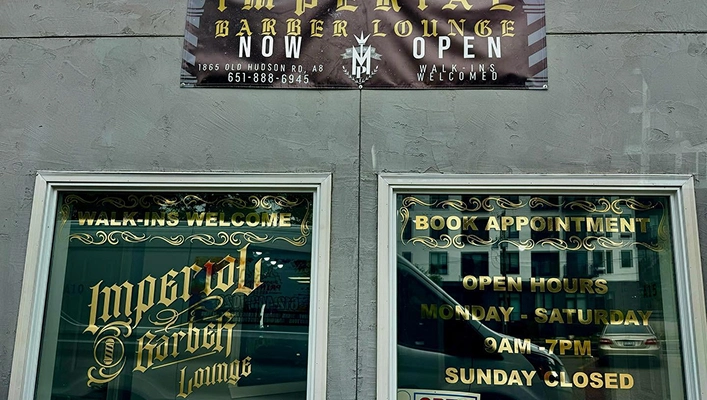 IMPERIAL
BARBER LOUNGE
NOW OPEN
1865 OLD HUDSON RD, A8
651-888-6945
WALK-INS
WELCOMED
WALK-INS WELCOME
Imperial
Barber
Lounge
BOOK APPOINTMENT
OPEN HOURS
MONDAY - SATURDAY
9AM -7PM
SUNDAY CLOSED